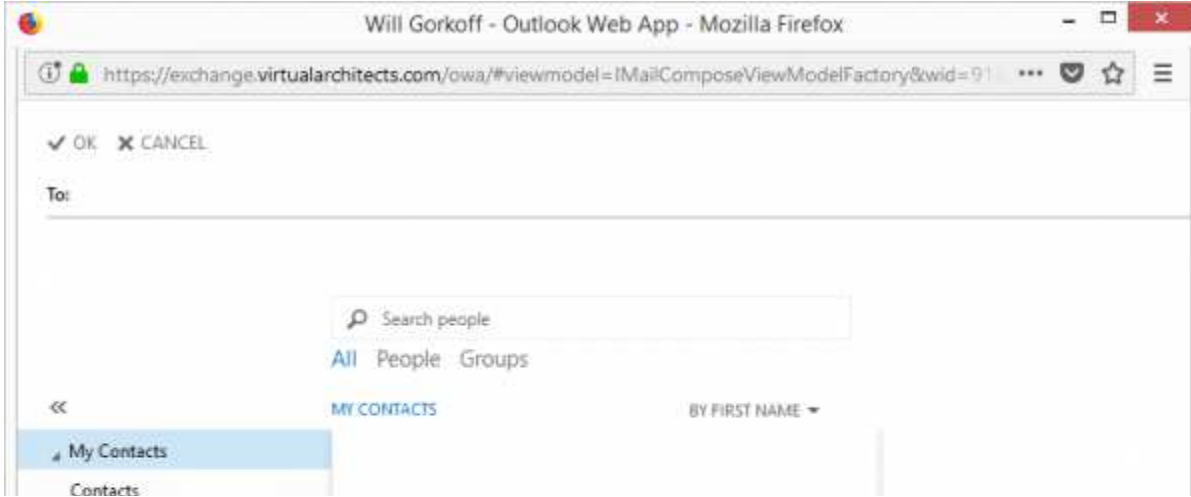 Will Gorkoff - Outlook Web App - Mozilla Firefox
https://exchange.virtualarchitects.com/owa/#viewmodel=IMailComposeViewModelFactory&wid=91
OK CANCEL
To:
Search people
All People Groups
MY CONTACTS BY FIRST NAME
My Contacts
Contacts